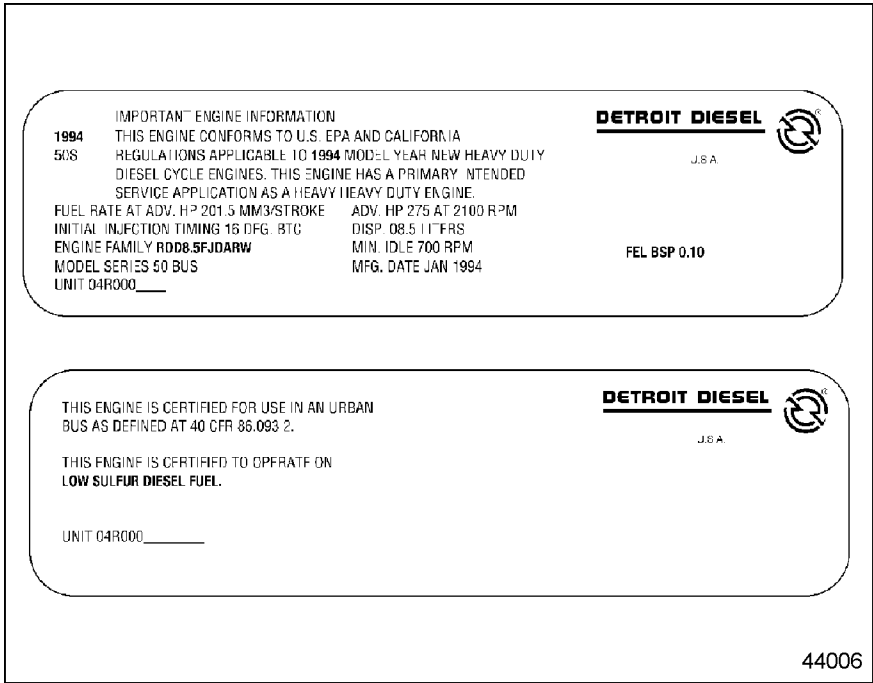 IMPORTANT ENGINE INFORMATION
1994 THIS ENGINE CONFORMS TO U.S. EPA AND CALIFORNIA
50S REGULATIONS APPLICABLE TO 1994 MODEL YEAR NEW HEAVY DUTY
DIESEL CYCLE ENGINES. THIS ENGINE HAS A PRIMARY INTENDED
SERVICE APPLICATION AS A HEAVY HEAVY DUTY ENGINE.
FUEL RATE AT ADV. HP 201.5 MM3/STROKE ADV. HP 275 AT 2100 RPM
INITIAL INJECTION TIMING 16 DEG. BTC DISP. 08.5 LITERS
ENGINE FAMILY RDD8.5FJDARW MIN. IDLE 700 RPM
MODEL SERIES 50 BUS MFG. DATE JAN 1994
UNIT 04R000____
DETROIT DIESEL
U.S.A.
FEL BSP 0.10
THIS ENGINE IS CERTIFIED FOR USE IN AN URBAN
BUS AS DEFINED AT 40 CFR 86.093 2.
THIS ENGINE IS CERTIFIED TO OPERATE ON
LOW SULFUR DIESEL FUEL.
UNIT 04R000________
DETROIT DIESEL
U.S.A.
44006